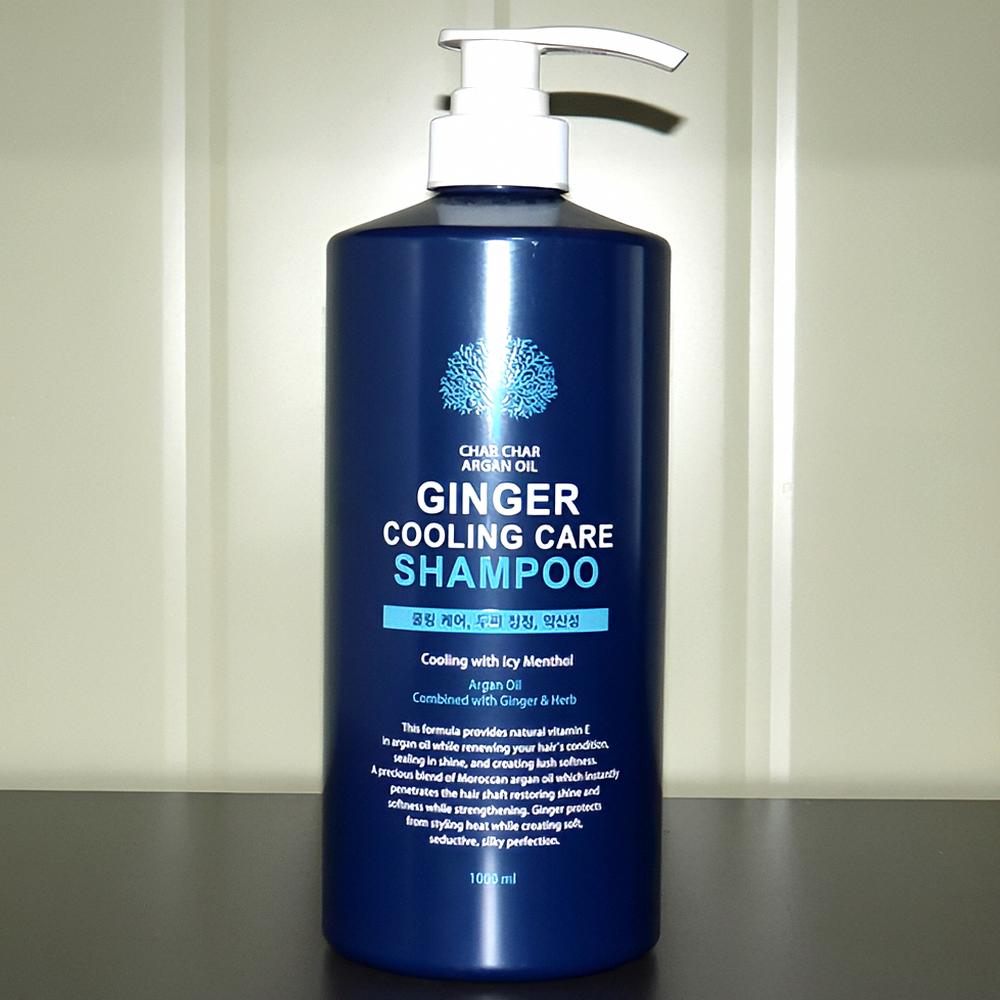 CHAR CHAR
ARGAN OIL
GINGER
COOLING CARE
SHAMPOO
쿨링 케어, 두피 진정, 약산성
Cooling with Icy Menthol
Argan Oil
Combined with Ginger & Herb
This formula provides natural vitamin E
in argan oil while renewing your hair's condition,
sealing in shine, and creating lush softness.
A precious blend of Moroccan argan oil which instantly
penetrates the hair shaft restoring shine and
softness while strengthening. Ginger protects
from styling heat while creating soft,
seductive, silky perfection.
1000 ml